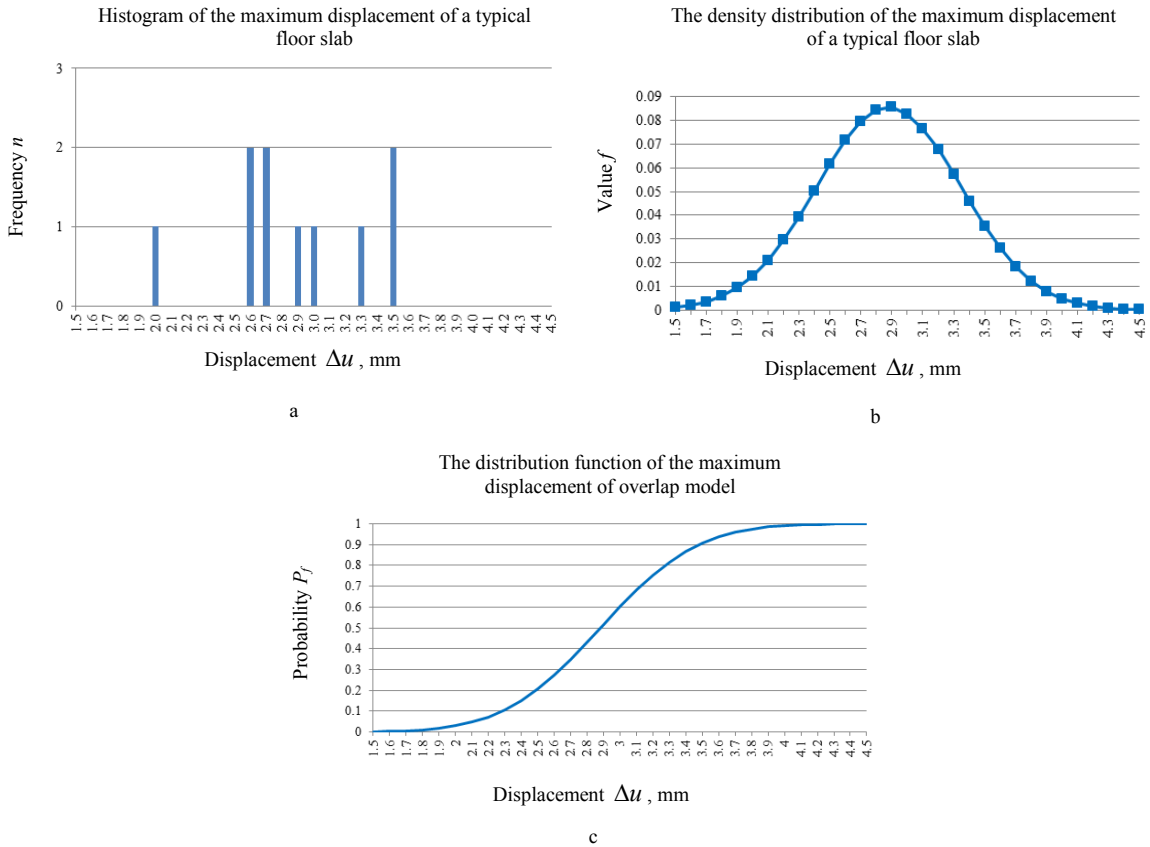 Histogram of the maximum displacement of a typical
floor slab
3
2
1
0
Frequency n
1.5 1.6 1.7 1.8 1.9 2.0 2.1 2.2 2.3 2.4 2.5 2.6 2.7 2.8 2.9 3.0 3.1 3.2 3.3 3.4 3.5 3.6 3.7 3.8 3.9 4.0 4.1 4.2 4.3 4.4 4.5
Displacement Δu , mm
a
The density distribution of the maximum displacement
of a typical floor slab
0.09
0.08
0.07
0.06
0.05
0.04
0.03
0.02
0.01
0
Value f
1.5 1.7 1.9 2.1 2.3 2.5 2.7 2.9 3.1 3.3 3.5 3.7 3.9 4.1 4.3 4.5
Displacement Δu , mm
b
The distribution function of the maximum
displacement of overlap model
1
0.9
0.8
0.7
0.6
0.5
0.4
0.3
0.2
0.1
0
Probability Pf
1.5 1.6 1.7 1.8 1.9 2 2.1 2.2 2.3 2.4 2.5 2.6 2.7 2.8 2.9 3 3.1 3.2 3.3 3.4 3.5 3.6 3.7 3.8 3.9 4 4.1 4.2 4.3 4.4 4.5
Displacement Δu , mm
c